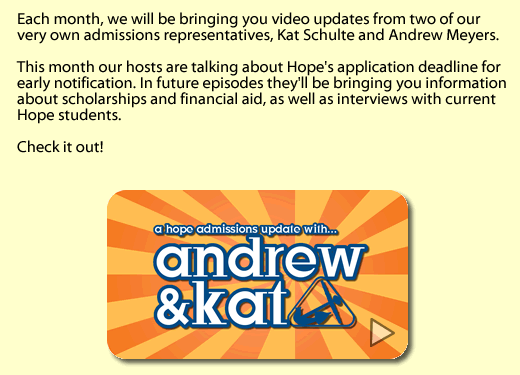 Each month, we will be bringing you video updates from two of our
very own admissions representatives, Kat Schulte and Andrew Meyers.
This month our hosts are talking about Hope's application deadline for
early notification. In future episodes they'll be bringing you information
about scholarships and financial aid, as well as interviews with current
Hope students.
Check it out!
a hope admissions update with...
andrew
&kat